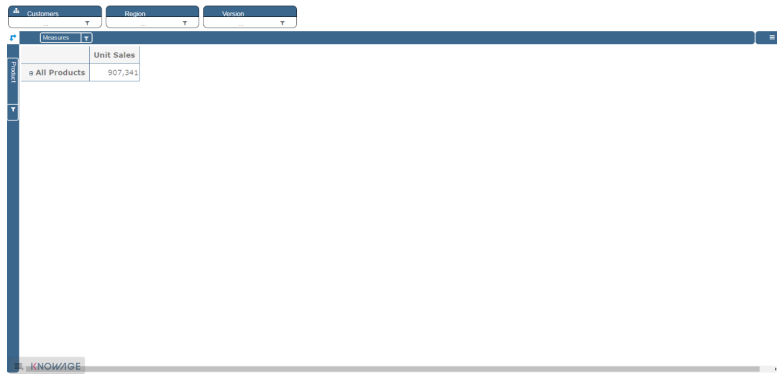 Customers
Region
Version
...
...
...
Measures
Unit Sales
Product
All Products
907,341
KNOWAGE